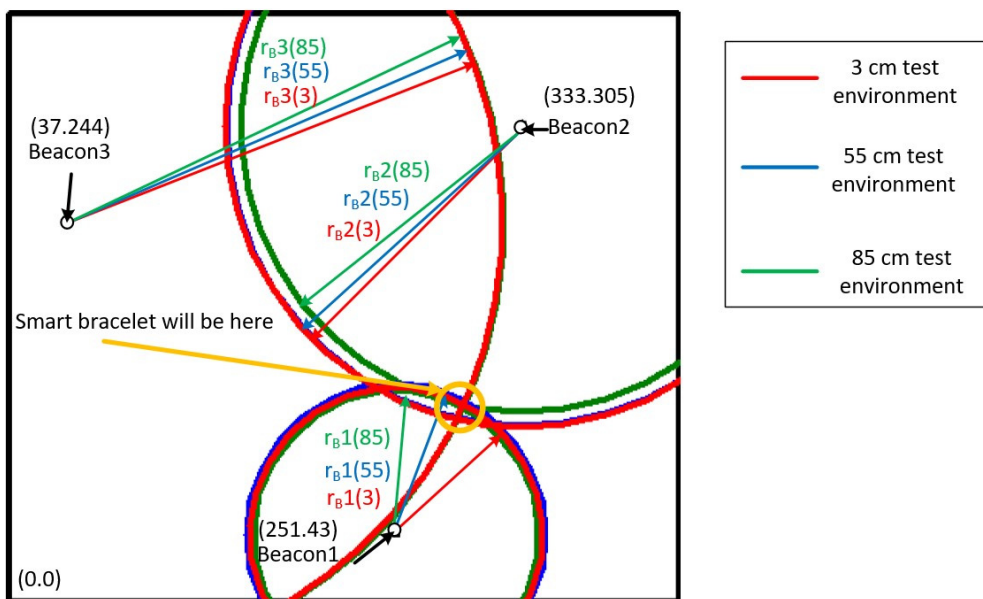 rB3(85)
rB3(55)
rB3(3)
(37.244)
Beacon3
(333.305)
Beacon2
rB2(85)
rB2(55)
rB2(3)
Smart bracelet will be here
rB1(85)
rB1(55)
rB1(3)
(251.43)
Beacon1
(0.0)
3 cm test
environment
55 cm test
environment
85 cm test
environment